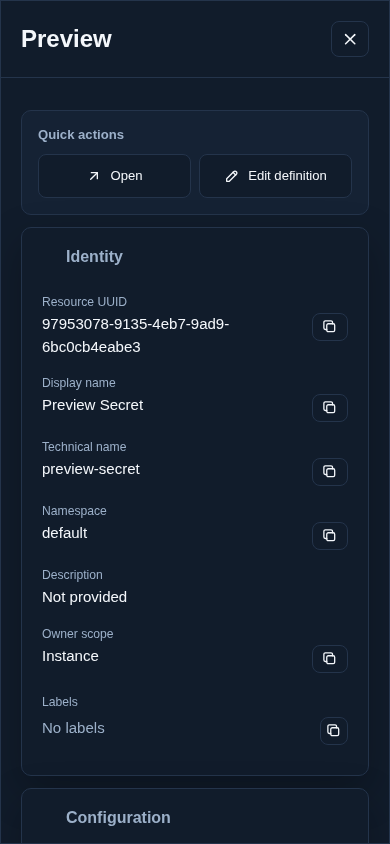 Preview
Quick actions
Open
Edit definition
Identity
Resource UUID
97953078-9135-4eb7-9ad9-
6bc0cb4eabe3
Display name
Preview Secret
Technical name
preview-secret
Namespace
default
Description
Not provided
Owner scope
Instance
Labels
No labels
Configuration